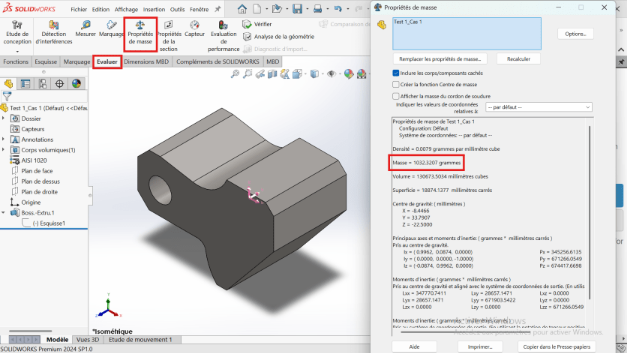 SOLIDWORKS
Fichier Edition Affichage Insertion Outils Fenêtre
Etude de conception
Détection d'interférences
Mesurer
Marquage
Propriétés de masse
Propriétés de la section
Capteur
Evaluation de performance
Vérifier
Analyse de la géométrie
Diagnostic d'import...
Fonctions Esquisse Marquage Evaluer Dimensions MBD Compléments de SOLIDWORKS MBD
Test 1_Cas 1 (Défaut) <<Défa
Dossier
Capteurs
Annotations
Corps volumiques(1)
AISI 1020
Plan de face
Plan de dessus
Plan de droite
Origine
Boss.-Extru.1
(-) Esquisse1
*Isométrique
Modèle Vues 3D Etude de mouvement 1
SOLIDWORKS Premium 2024 SP1.0
Propriétés de masse
Test 1_Cas 1
Options...
Remplacer les propriétés de masse...
Recalculer
Inclure les corps/composants cachés
Créer la fonction Centre de masse
Afficher la masse du cordon de soudure
Indiquer les valeurs de coordonnées relatives à:
-- par défaut --
Propriétés de masse de Test 1_Cas 1
Configuration: Défaut
Système de coordonnées: -- par défaut --
Densité = 0.0079 grammes par millimètre cube
Masse = 1032.3207 grammes
Volume = 130673.5034 millimètres cubes
Superficie = 18874.1377 millimètres carrés
Centre de gravité: ( millimètres )
X = -6.4466
Y = 33.7907
Z = -22.5000
Principaux axes et moments d'inertie: ( grammes * millimètres carrés )
Pris au centre de gravité.
Ix = ( 0.9962, 0.0874, 0.0000)
Px = 345256.6135
Iy = ( 0.0000, 0.0000, -1.0000)
Py = 671266.0549
Iz = (-0.0874, 0.9962, 0.0000)
Pz = 674417.6698
Moments d'inertie: ( grammes * millimètres carrés )
Pris au centre de gravité et aligné avec le système de coordonnées de sortie. (En utilis
Lxx = 347770.7411
Lxy = 28657.1471
Lxz = 0.0000
Lyx = 28657.1471
Lyy = 671903.5422
Lyz = 0.0000
Lzx = 0.0000
Lzy = 0.0000
Lzz = 671266.0549
Moments d'inertie: ( grammes * millimètres carrés )
Aide
Imprimer...
Copier dans le Presse-papiers